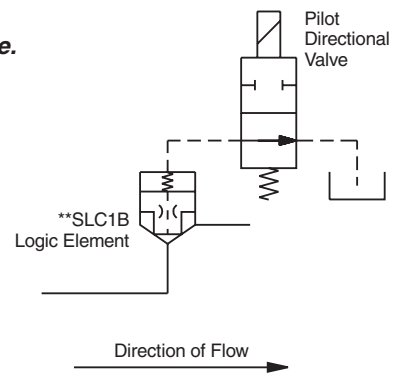 e.
Pilot
Directional
Valve
**SLC1B
Logic Element
Direction of Flow